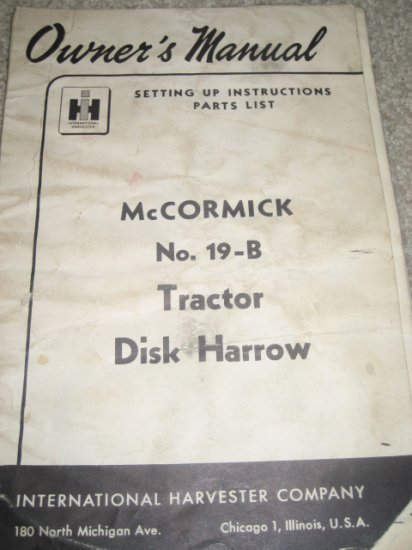 Owner's Manual
SETTING UP INSTRUCTIONS
PARTS LIST
IH
INTERNATIONAL
HARVESTER
McCORMICK
No. 19-B
Tractor
Disk Harrow
INTERNATIONAL HARVESTER COMPANY
180 North Michigan Ave. Chicago 1, Illinois, U.S.A.